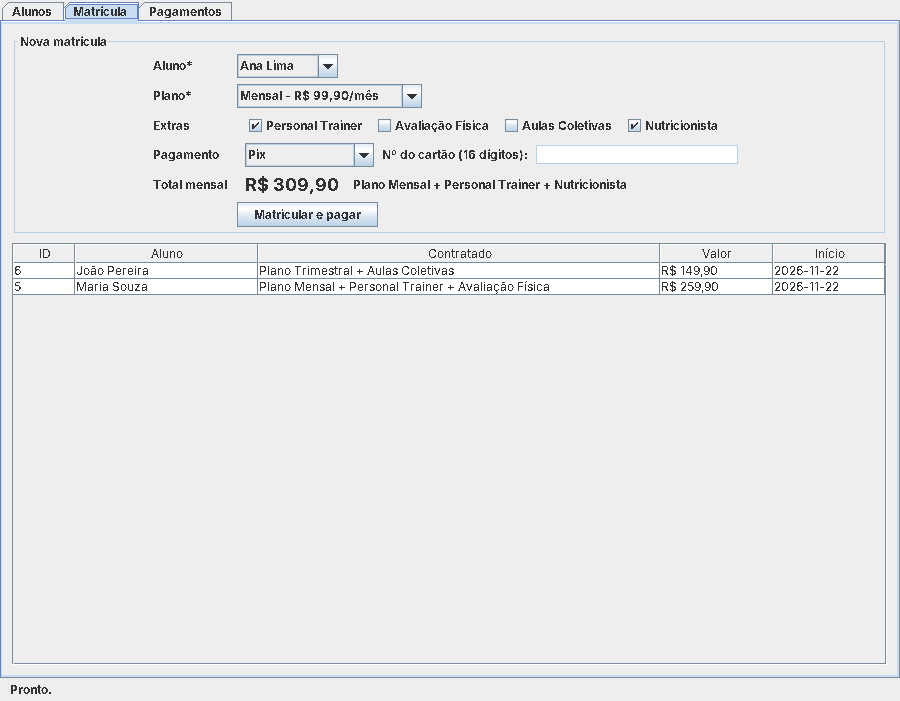 Alunos Matrícula Pagamentos
Nova matrícula
Aluno* Ana Lima
Plano* Mensal - R$ 99,90/mês
Extras Personal Trainer Avaliação Física Aulas Coletivas Nutricionista
Pagamento Pix Nº do cartão (16 dígitos):
Total mensal R$ 309,90 Plano Mensal + Personal Trainer + Nutricionista
Matricular e pagar
ID Aluno Contratado Valor Início
6 João Pereira Plano Trimestral + Aulas Coletivas R$ 149,90 2026-11-22
5 Maria Souza Plano Mensal + Personal Trainer + Avaliação Física R$ 259,90 2026-11-22
Pronto.